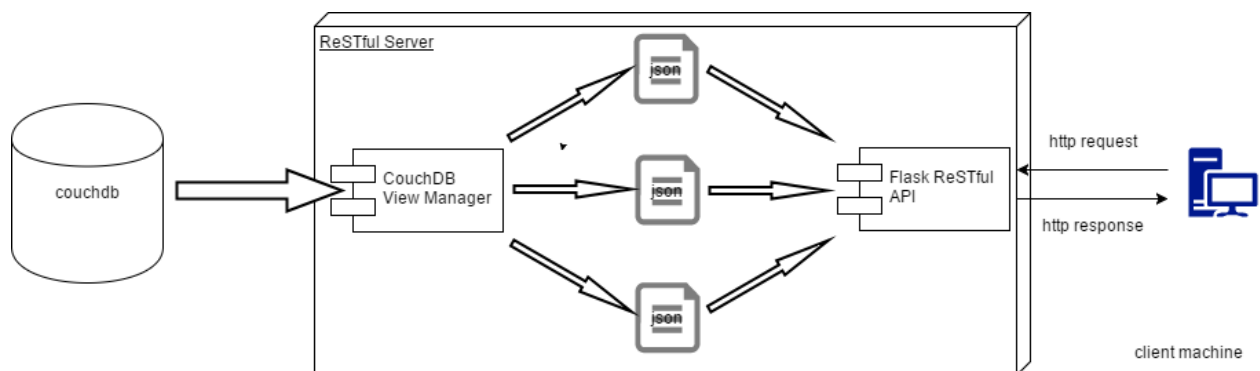 ReSTful Server
json
http request
couchdb
CouchDB
View Manager
json
Flask ReSTful
API
http response
json
client machine